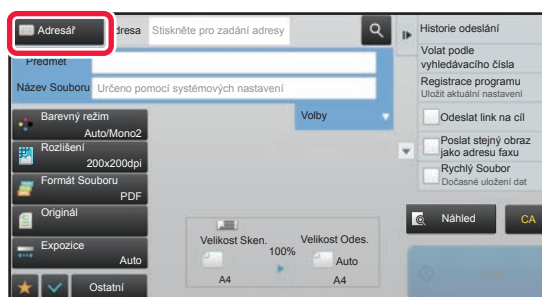 Adresář
dresa
Stiskněte pro zadání adresy
Předmět
Název Souboru
Určeno pomocí systémových nastavení
Barevný režim
Auto/Mono2
Volby
Rozlišení
200x200dpi
Formát Souboru
PDF
Originál
Expozice
Auto
Ostatní
Velikost Sken.
100%
Velikost Odes.
Auto
A4
A4
Historie odeslání
Volat podle
vyhledávacího čísla
Registrace programu
Uložit aktuální nastavení
Odeslat link na cíl
Poslat stejný obraz
jako adresu faxu
Rychlý Soubor
Dočasné uložení dat
Náhled
CA